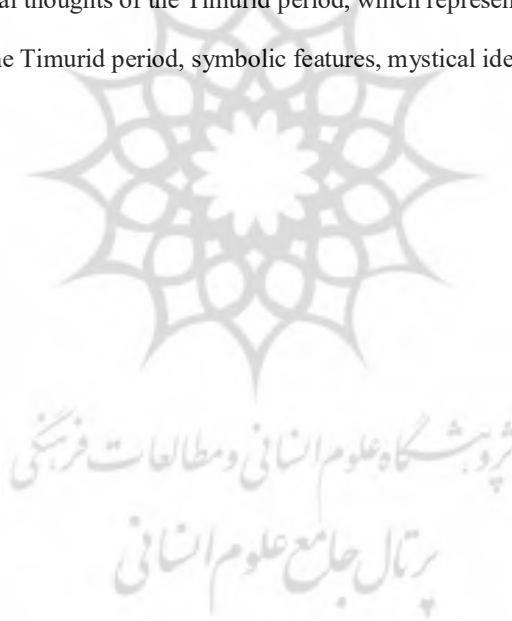 al thoughts of the Timurid period, which represen
e Timurid period, symbolic features, mystical ide
پژوهشگاه علوم انسانی و مطالعات فرهنگی
پرتال جامع علوم انسانی